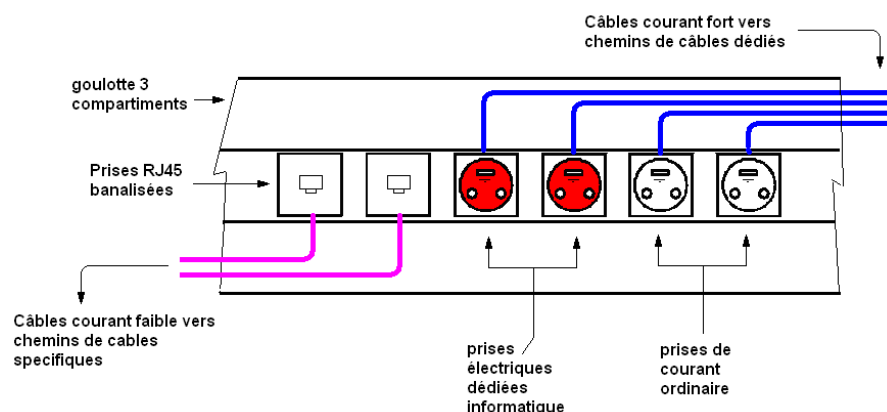 Câbles courant fort vers
chemins de câbles dédiés
goulotte 3
compartiments
Prises RJ45
banalisées
Câbles courant faible vers
chemins de cables
specifiques
prises
électriques
dédiées
informatique
prises de
courant
ordinaire